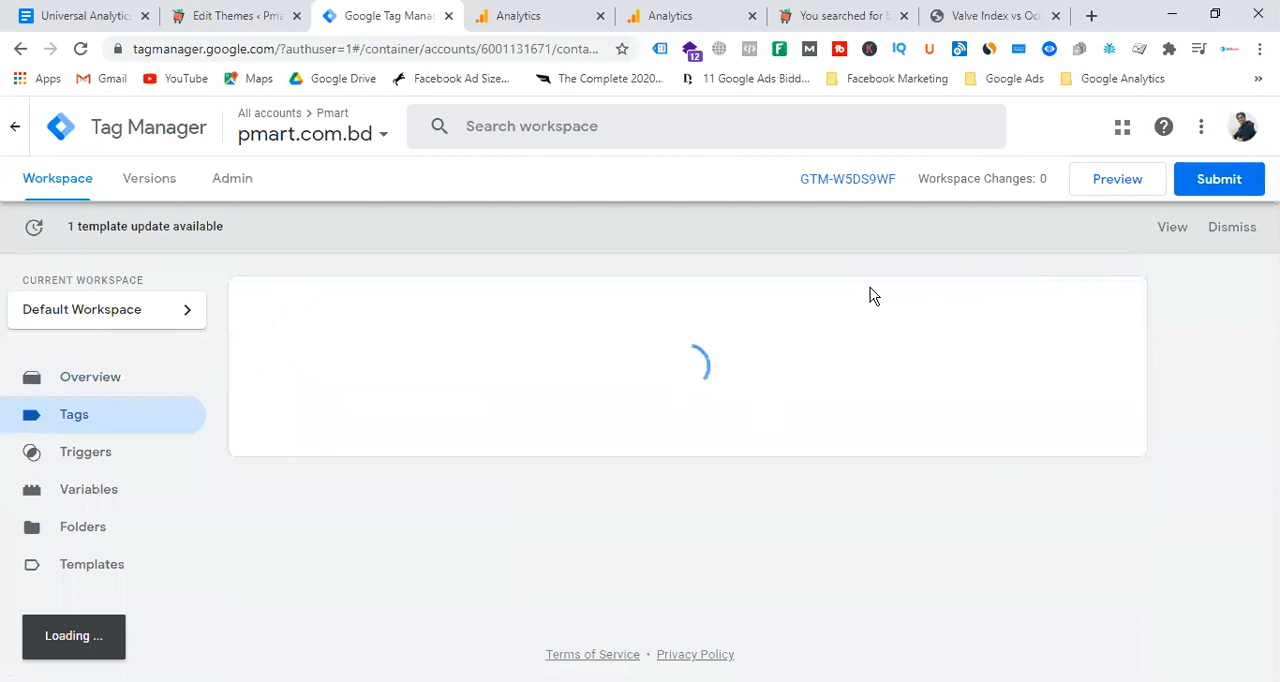 Universal Analytic
Edit Themes ‹ Pma
Google Tag Mana
Analytics
Analytics
You searched for b
Valve Index vs Ocu
tagmanager.google.com/?authuser=1#/container/accounts/6001131671/conta...
12
Apps
Gmail
YouTube
Maps
Google Drive
Facebook Ad Size...
The Complete 2020...
11 Google Ads Bidd...
Facebook Marketing
Google Ads
Google Analytics
»
Tag Manager
All accounts > Pmart
pmart.com.bd
Search workspace
Workspace
Versions
Admin
GTM-W5DS9WF
Workspace Changes: 0
Preview
Submit
1 template update available
View
Dismiss
CURRENT WORKSPACE
Default Workspace
Overview
Tags
Triggers
Variables
Folders
Templates
Loading ...
Terms of Service • Privacy Policy